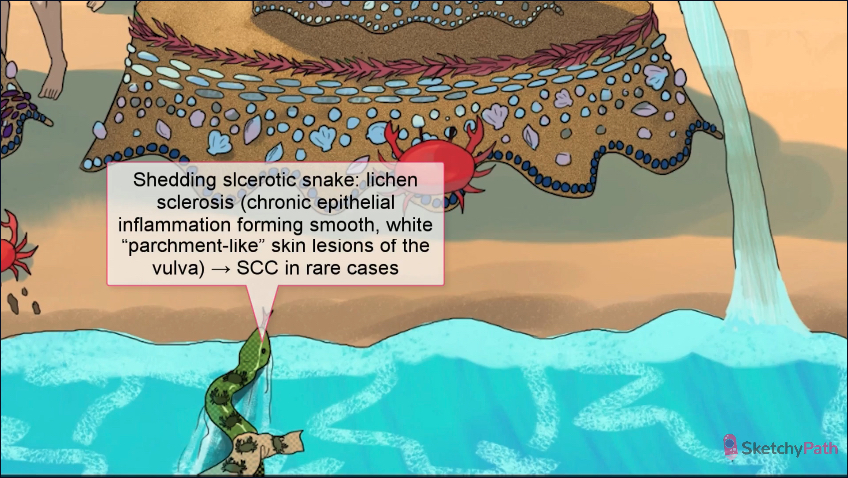 Shedding slcerotic snake: lichen
sclerosis (chronic epithelial
inflammation forming smooth, white
“parchment-like” skin lesions of the
vulva) → SCC in rare cases
SketchyPath